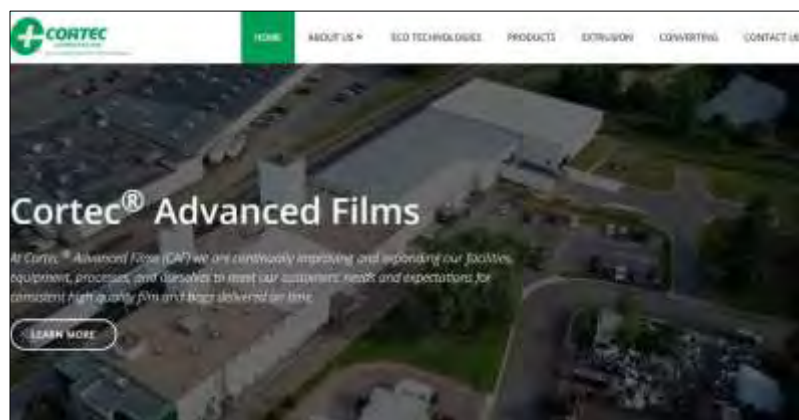 CORTEC
HOME
ABOUT US
ECO TECHNOLOGIES
PRODUCTS
EXTRUSION
CONVERTING
CONTACT US
Cortec® Advanced Films
At Cortec® Advanced Films (CAF) we are continually improving and expanding our facilities,
equipment, processes, and ourselves to meet our customers' needs and expectations for
consistent high quality film and bags delivered on time.
LEARN MORE